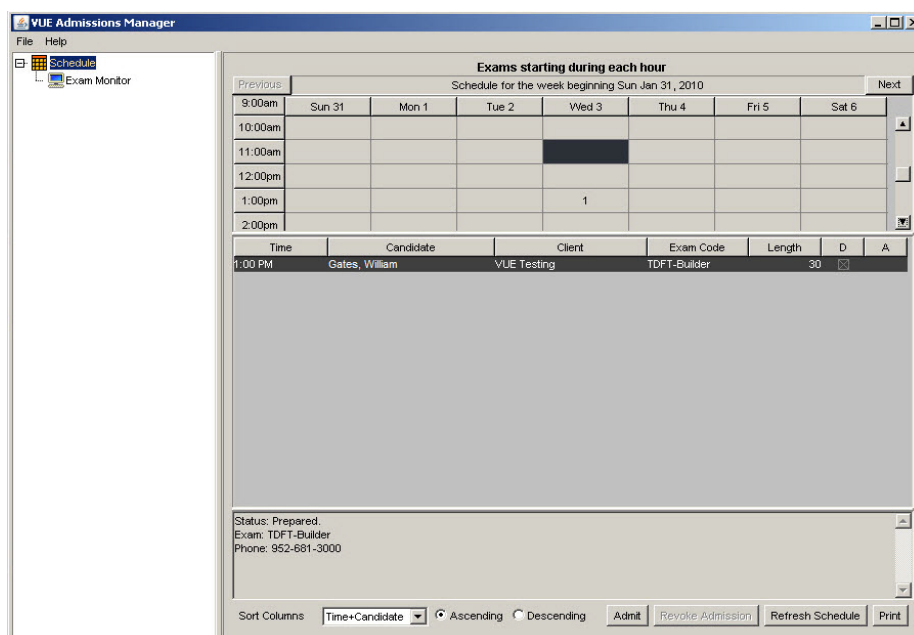 VUE Admissions Manager
File Help
Schedule
Exam Monitor
Exams starting during each hour
Previous Schedule for the week beginning Sun Jan 31, 2010 Next
9:00am Sun 31 Mon 1 Tue 2 Wed 3 Thu 4 Fri 5 Sat 6
10:00am
11:00am
12:00pm
1:00pm 1
2:00pm
Time Candidate Client Exam Code Length D A
1:00 PM Gates, William VUE Testing TDFT-Builder 30
Status: Prepared.
Exam: TDFT-Builder
Phone: 952-681-3000
Sort Columns Time+Candidate Ascending Descending Admit Revoke Admission Refresh Schedule Print